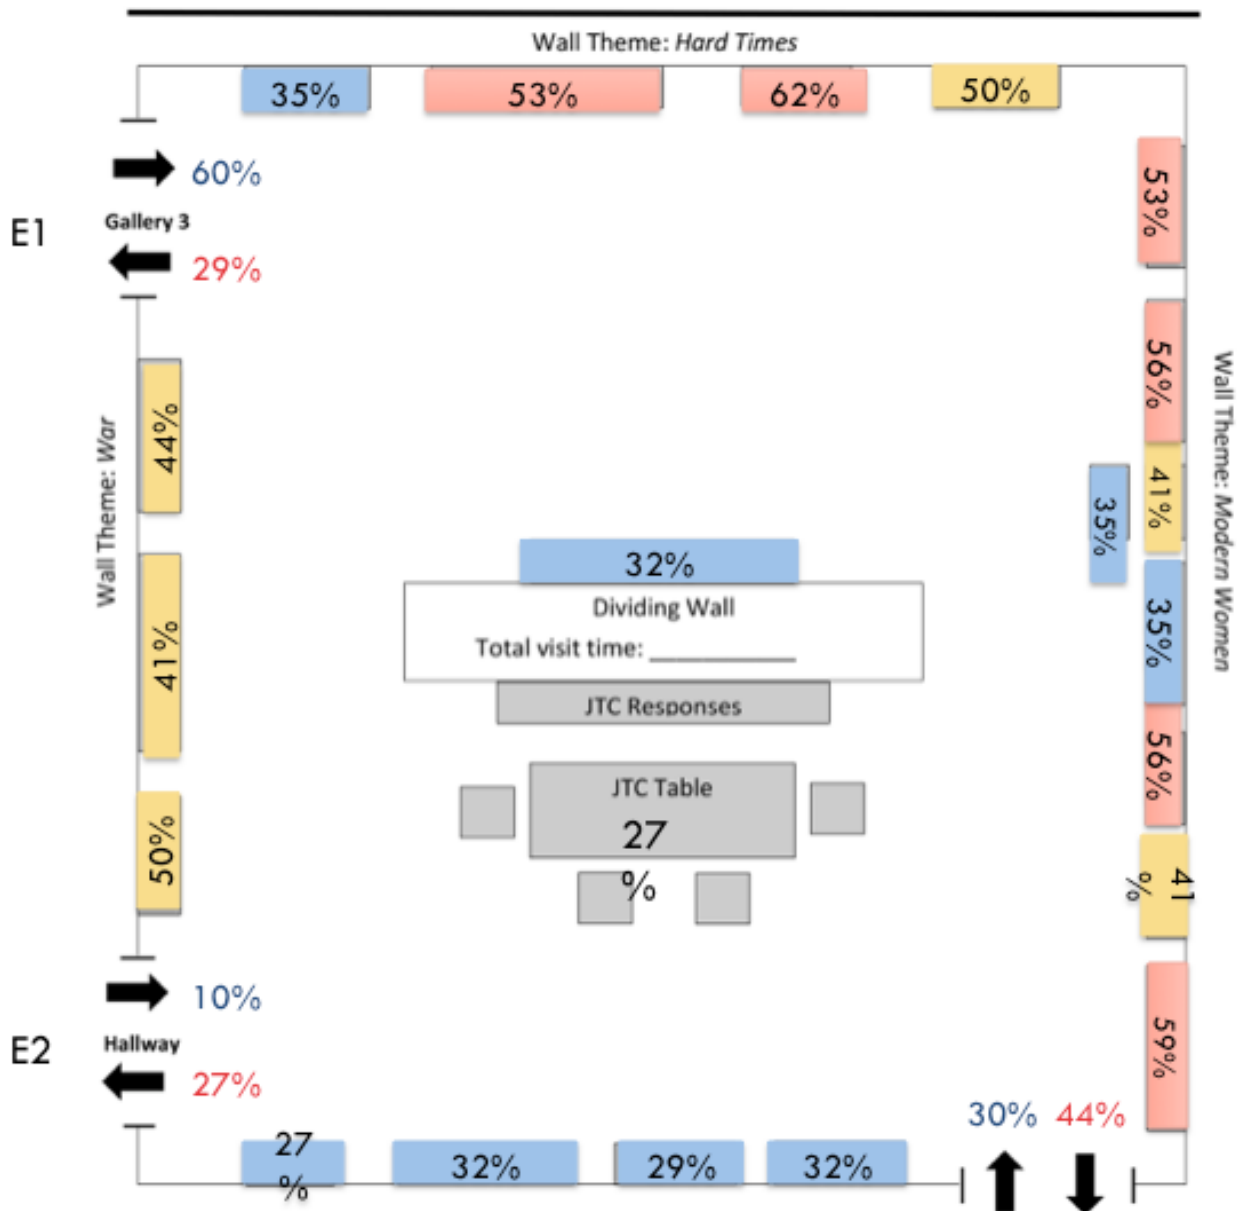 Wall Theme: Hard Times
35%
53%
62%
50%
60%
E1
Gallery 3
29%
53%
56%
41%
35%
35%
56%
41
%
59%
Wall Theme: Modern Women
Wall Theme: War
44%
41%
50%
32%
Dividing Wall
Total visit time: ____________
JTC Responses
JTC Table
27
%
10%
E2
Hallway
27%
30%
44%
27
%
32%
29%
32%